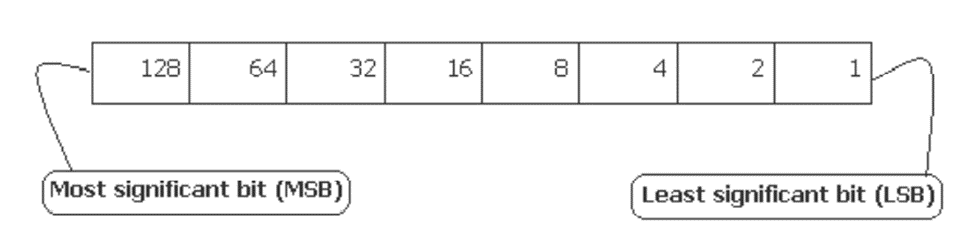 128 64 32 16 8 4 2 1
Most significant bit (MSB)
Least significant bit (LSB)